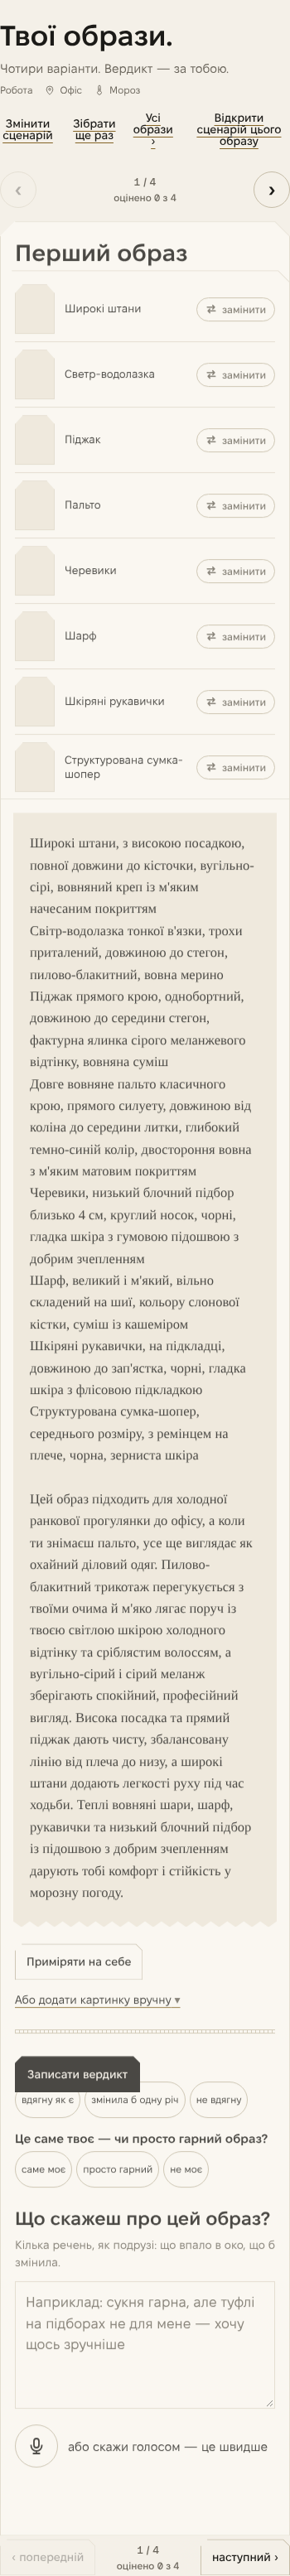 Твої образи.
Чотири варіанти. Вердикт — за тобою.
Робота Офіс Мороз
Змінити
сценарій
Зібрати
ще раз
Усі
образи
›
Відкрити
сценарій цього
образу
‹
1 / 4
оцінено 0 з 4
›
Перший образ
Широкі штани
⇄ замінити
Светр-водолазка
⇄ замінити
Піджак
⇄ замінити
Пальто
⇄ замінити
Черевики
⇄ замінити
Шарф
⇄ замінити
Шкіряні рукавички
⇄ замінити
Структурована сумка-
шопер
⇄ замінити
Широкі штани, з високою посадкою,
повної довжини до кісточки, вугільно-
сірі, вовняний креп із м'яким
начесаним покриттям
Світр-водолазка тонкої в'язки, трохи
приталений, довжиною до стегон,
пилово-блакитний, вовна мерино
Піджак прямого крою, однобортний,
довжиною до середини стегон,
фактурна ялинка сірого меланжевого
відтінку, вовняна суміш
Довге вовняне пальто класичного
крою, прямого силуету, довжиною від
коліна до середини литки, глибокий
темно-синій колір, двостороння вовна
з м'яким матовим покриттям
Черевики, низький блочний підбор
близько 4 см, круглий носок, чорні,
гладка шкіра з гумовою підошвою з
добрим зчепленням
Шарф, великий і м'який, вільно
складений на шиї, кольору слонової
кістки, суміш із кашеміром
Шкіряні рукавички, на підкладці,
довжиною до зап'ястка, чорні, гладка
шкіра з флісовою підкладкою
Структурована сумка-шопер,
середнього розміру, з ремінцем на
плече, чорна, зерниста шкіра
Цей образ підходить для холодної
ранкової прогулянки до офісу, а коли
ти знімаєш пальто, усе ще виглядає як
охайний діловий одяг. Пилово-
блакитний трикотаж перегукується з
твоїми очима й м'яко лягає поруч із
твоєю світлою шкірою холодного
відтінку та сріблястим волоссям, а
вугільно-сірий і сірий меланж
зберігають спокійний, професійний
вигляд. Висока посадка та прямий
піджак дають чисту, збалансовану
лінію від плеча до низу, а широкі
штани додають легкості руху під час
ходьби. Теплі вовняні шари, шарф,
рукавички та низький блочний підбор
із підошвою з добрим зчепленням
дарують тобі комфорт і стійкість у
морозну погоду.
Приміряти на себе
Або додати картинку вручну ▾
Записати вердикт
вдягну як є
змінила б одну річ
не вдягну
Це саме твоє — чи просто гарний образ?
саме моє
просто гарний
не моє
Що скажеш про цей образ?
Кілька речень, як подрузі: що впало в око, що б
змінила.
Наприклад: сукня гарна, але туфлі
на підборах не для мене — хочу
щось зручніше
або скажи голосом — це швидше
‹ попередній
1 / 4
оцінено 0 з 4
наступний ›